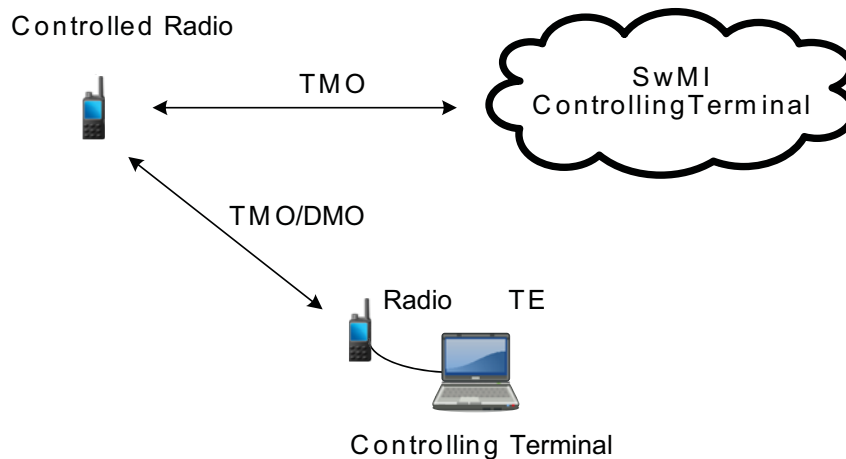 Controlled Radio
TMO
SwMI
ControllingTerminal
TMO/DMO
Radio TE
Controlling Terminal